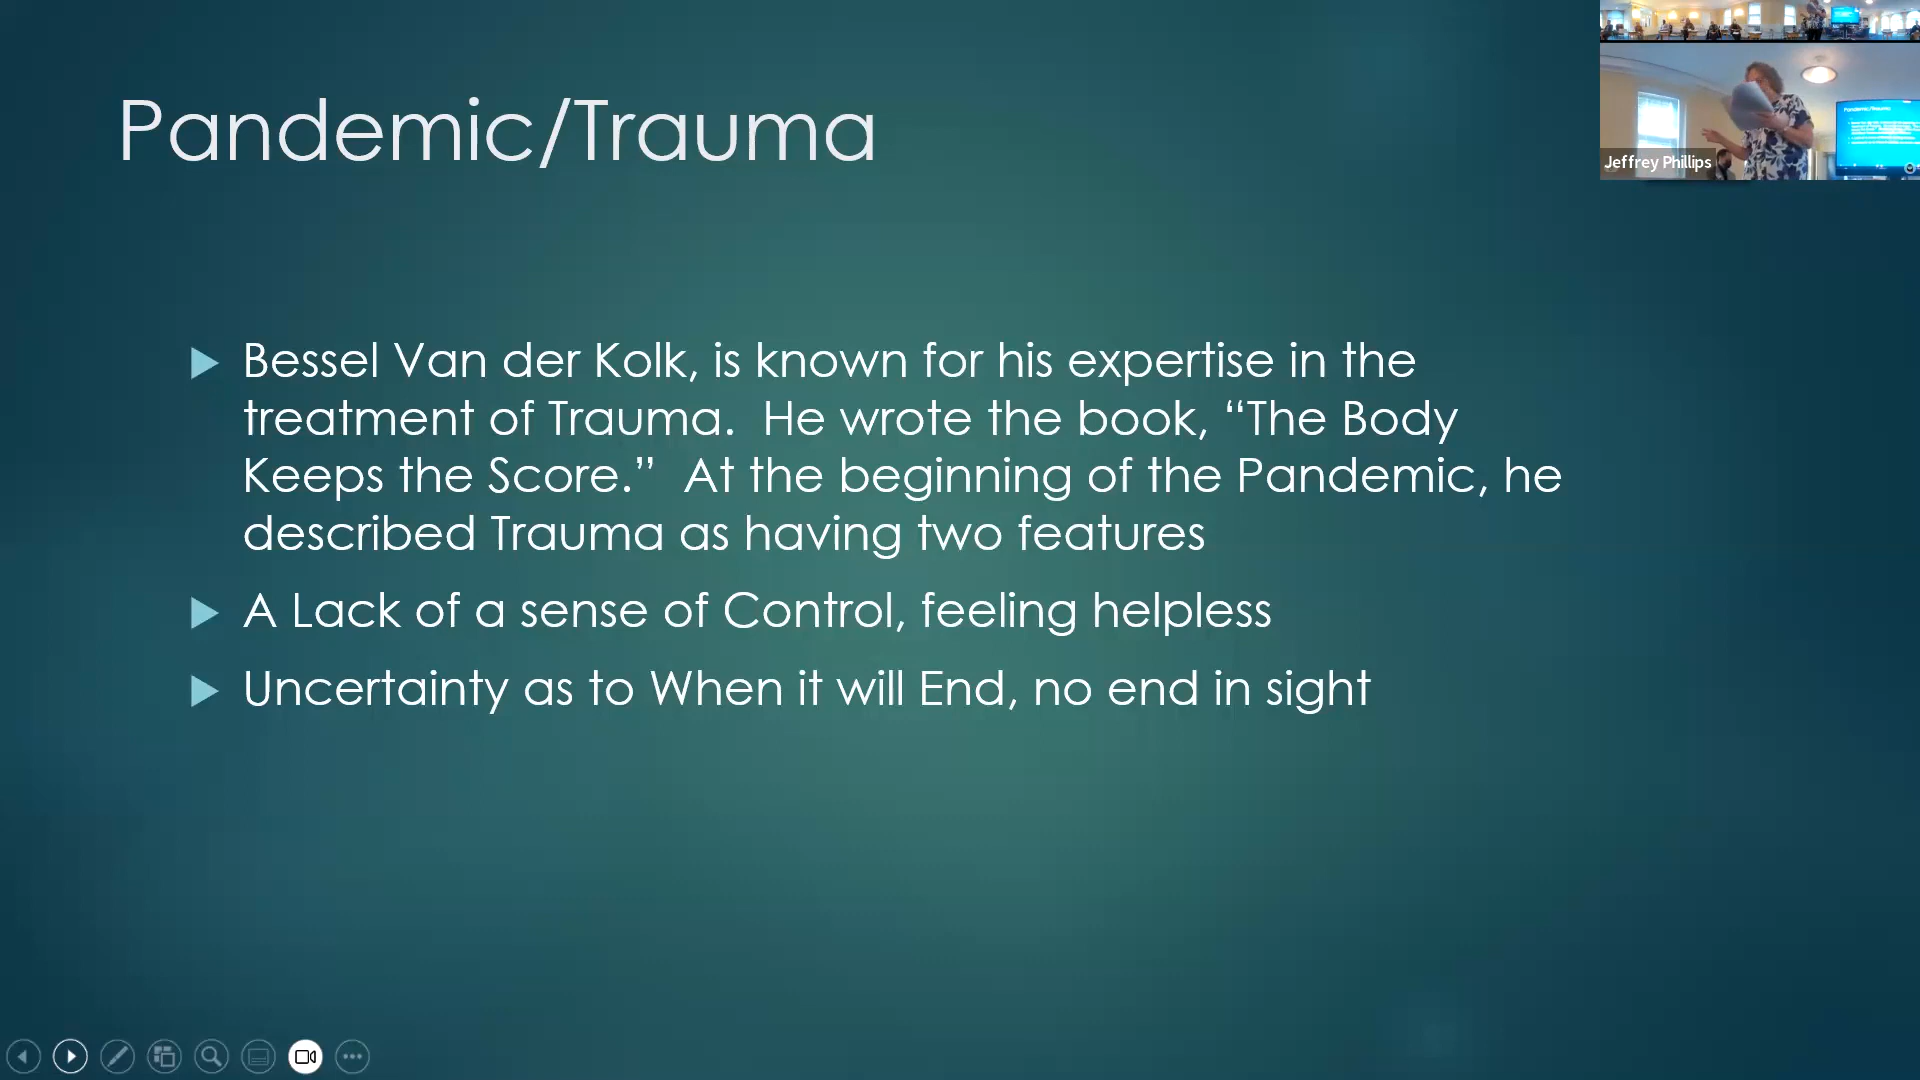 Pandemic/Trauma
Bessel Van der Kolk, is known for his expertise in the
treatment of Trauma.  He wrote the book, “The Body
Keeps the Score.”  At the beginning of the Pandemic, he
described Trauma as having two features
A Lack of a sense of Control, feeling helpless
Uncertainty as to When it will End, no end in sight
Jeffrey Phillips
Pandemic/Trauma